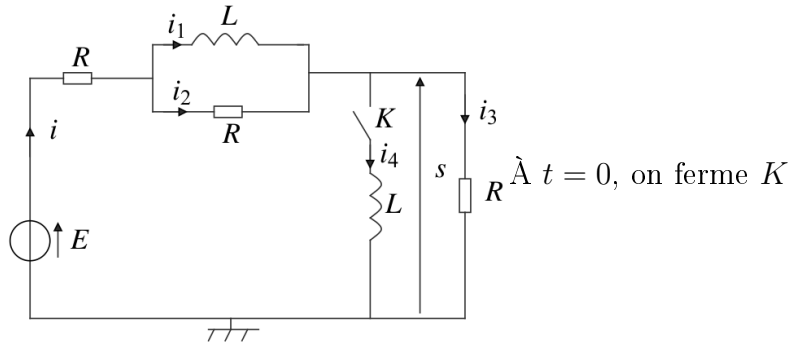 i₁
L
R
i₂
R
K
i₃
i
i₄
s
L
R
E
À t = 0, on ferme K